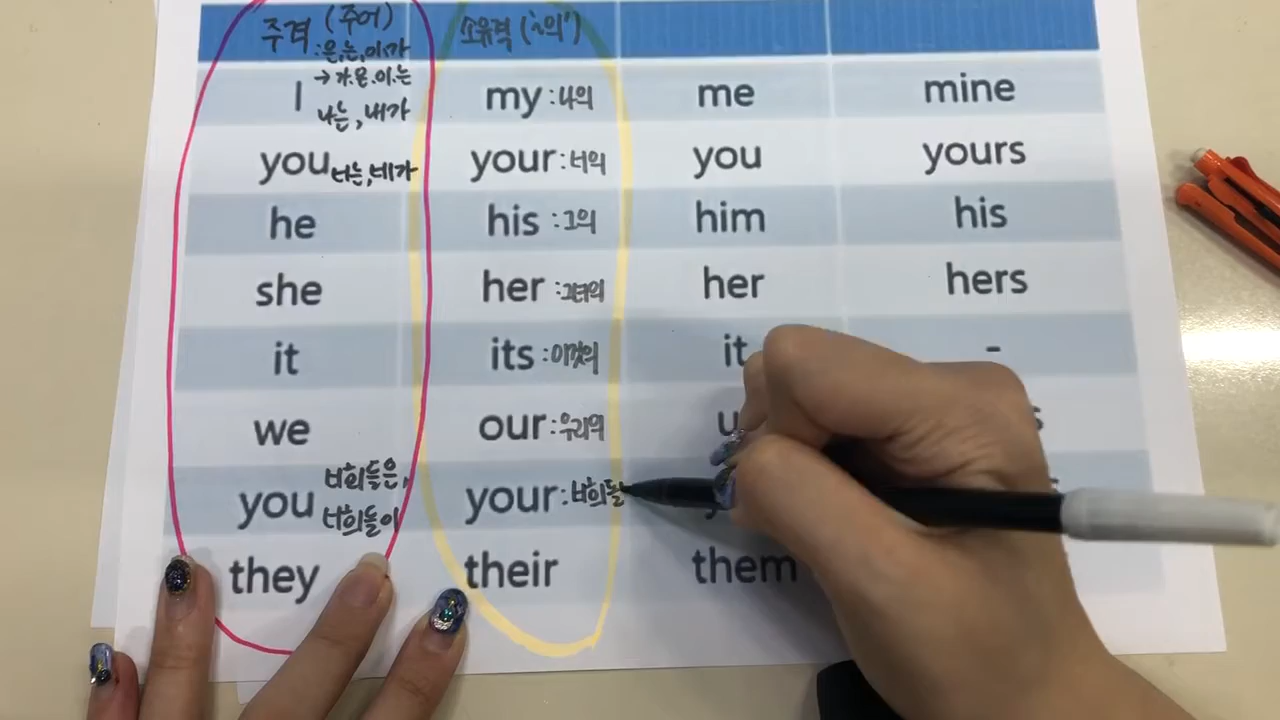 주격 (주어) 소유격 ('~의')
: 은,는,이,가
→ 가.은.이.는
I my : 나의 me mine
나는, 내가
you 너는, 네가 your : 너의 you yours
he his : 그의 him his
she her : 그녀의 her hers
it its : 이것의 it -
we our : 우리의
you 너희들은, 너희들이 your : 너희들
they their them